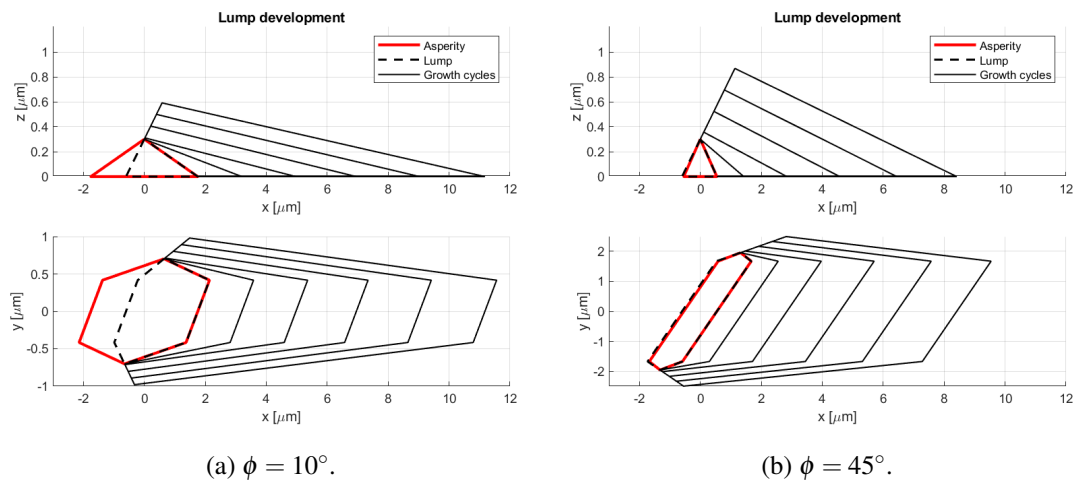 Lump development
1
0.8
0.6
0.4
0.2
0
z [μm]
Asperity
Lump
Growth cycles
-2 0 2 4 6 8 10 12
x [μm]
1
0.5
0
-0.5
-1
y [μm]
-2 0 2 4 6 8 10 12
x [μm]
(a) ϕ = 10°.
Lump development
1
0.8
0.6
0.4
0.2
0
z [μm]
Asperity
Lump
Growth cycles
-2 0 2 4 6 8 10 12
x [μm]
2
1
0
-1
-2
y [μm]
-2 0 2 4 6 8 10 12
x [μm]
(b) ϕ = 45°.